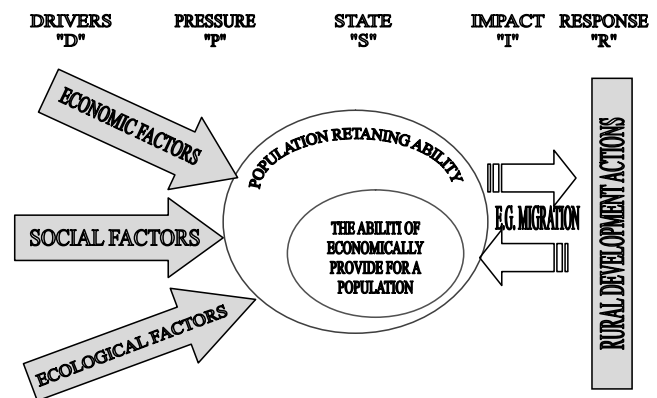 DRIVERS
"D"
PRESSURE
"P"
STATE
"S"
IMPACT
"I"
RESPONSE
"R"
ECONOMIC FACTORS
SOCIAL FACTORS
ECOLOGICAL FACTORS
POPULATION RETANING ABILITY
THE ABILITI OF
ECONOMICALLY
PROVIDE FOR A
POPULATION
E.G. MIGRATION
RURAL DEVELOPMENT ACTIONS